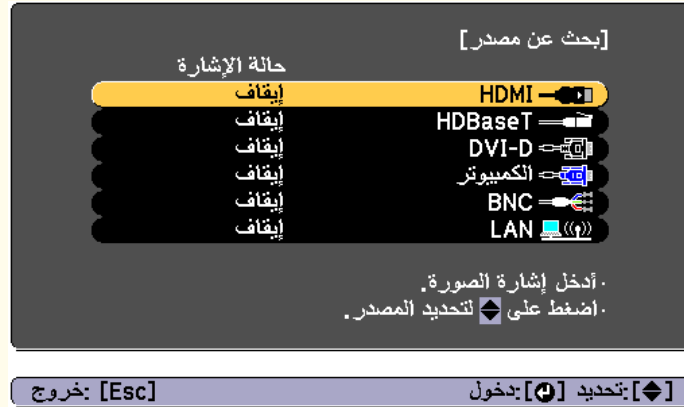 [بحث عن مصدر]
حالة الإشارة
HDMI إيقاف
HDBaseT إيقاف
DVI-D إيقاف
الكمبيوتر إيقاف
BNC إيقاف
LAN إيقاف
·أدخل إشارة الصورة.
·اضغط على لتحديد المصدر.
[]:تحديد []:دخول [Esc] :خروج